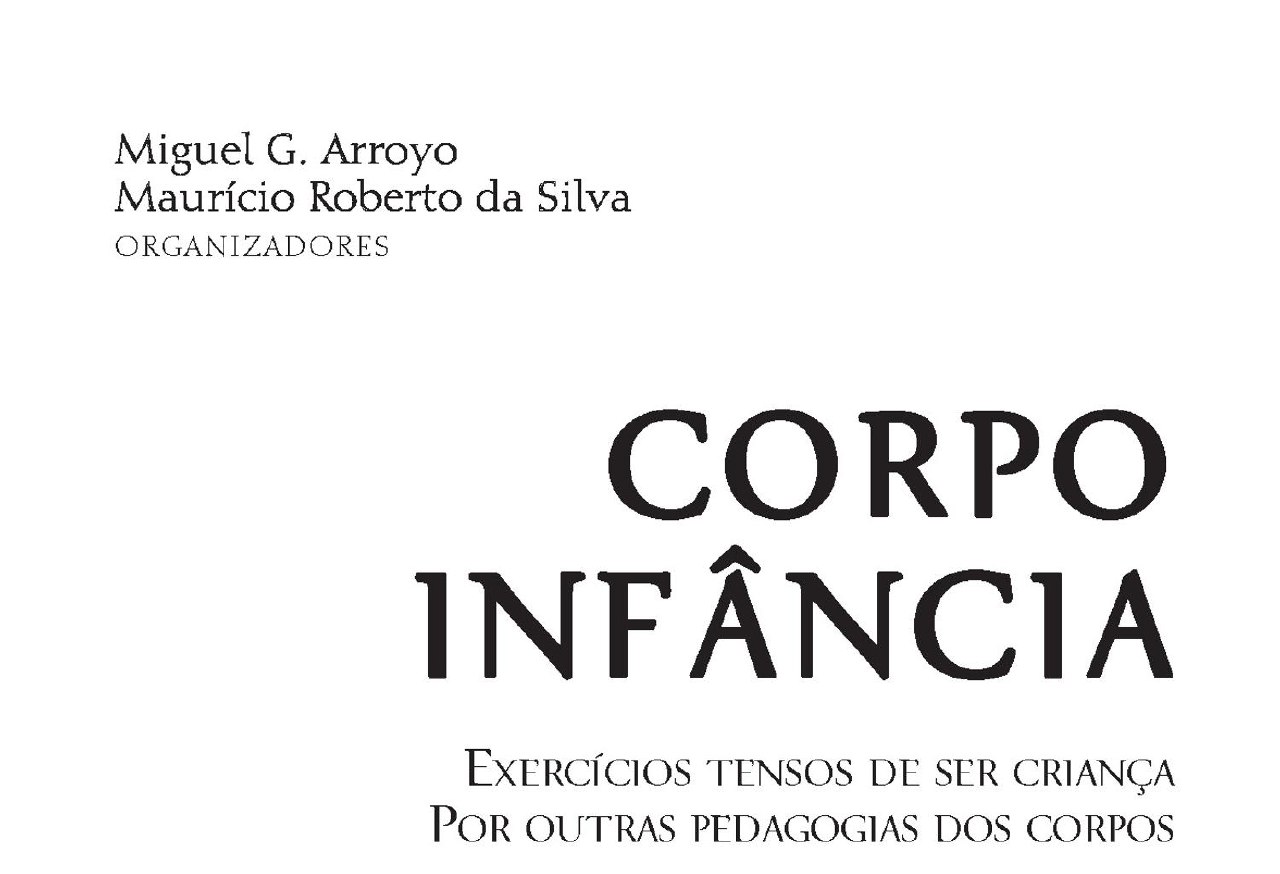 Miguel G. Arroyo
Maurício Roberto da Silva
ORGANIZADORES
CORPO
INFÂNCIA
EXERCÍCIOS TENSOS DE SER CRIANÇA
POR OUTRAS PEDAGOGIAS DOS CORPOS